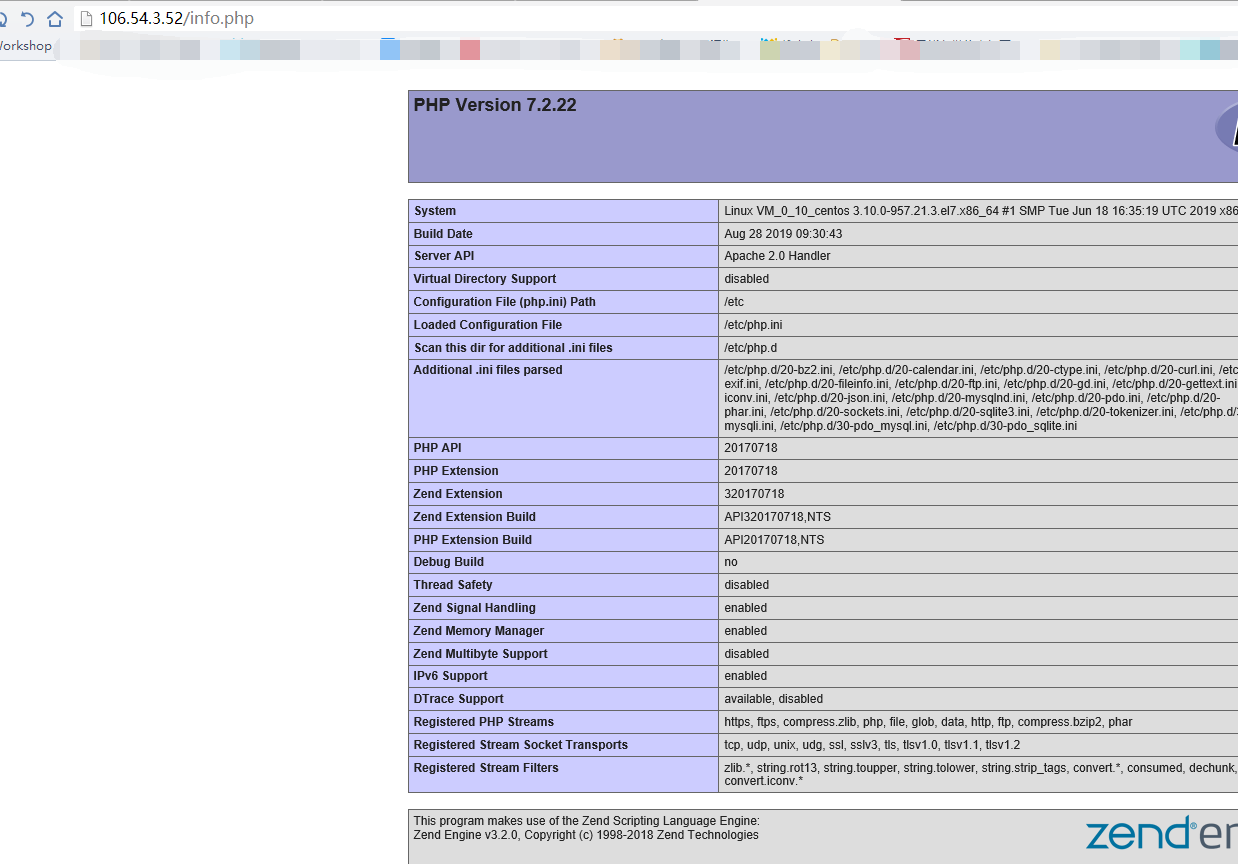 106.54.3.52/info.php
Workshop
PHP Version 7.2.22
System Linux VM_0_10_centos 3.10.0-957.21.3.el7.x86_64 #1 SMP Tue Jun 18 16:35:19 UTC 2019 x86
Build Date Aug 28 2019 09:30:43
Server API Apache 2.0 Handler
Virtual Directory Support disabled
Configuration File (php.ini) Path /etc
Loaded Configuration File /etc/php.ini
Scan this dir for additional .ini files /etc/php.d
Additional .ini files parsed /etc/php.d/20-bz2.ini, /etc/php.d/20-calendar.ini, /etc/php.d/20-ctype.ini, /etc/php.d/20-curl.ini, /etc
exif.ini, /etc/php.d/20-fileinfo.ini, /etc/php.d/20-ftp.ini, /etc/php.d/20-gd.ini, /etc/php.d/20-gettext.ini
iconv.ini, /etc/php.d/20-json.ini, /etc/php.d/20-mysqlnd.ini, /etc/php.d/20-pdo.ini, /etc/php.d/20-
phar.ini, /etc/php.d/20-sockets.ini, /etc/php.d/20-sqlite3.ini, /etc/php.d/20-tokenizer.ini, /etc/php.d/
mysqli.ini, /etc/php.d/30-pdo_mysql.ini, /etc/php.d/30-pdo_sqlite.ini
PHP API 20170718
PHP Extension 20170718
Zend Extension 320170718
Zend Extension Build API320170718,NTS
PHP Extension Build API20170718,NTS
Debug Build no
Thread Safety disabled
Zend Signal Handling enabled
Zend Memory Manager enabled
Zend Multibyte Support disabled
IPv6 Support enabled
DTrace Support available, disabled
Registered PHP Streams https, ftps, compress.zlib, php, file, glob, data, http, ftp, compress.bzip2, phar
Registered Stream Socket Transports tcp, udp, unix, udg, ssl, sslv3, tls, tlsv1.0, tlsv1.1, tlsv1.2
Registered Stream Filters zlib.*, string.rot13, string.toupper, string.tolower, string.strip_tags, convert.*, consumed, dechunk,
convert.iconv.*
This program makes use of the Zend Scripting Language Engine:
Zend Engine v3.2.0, Copyright (c) 1998-2018 Zend Technologies
zend® en